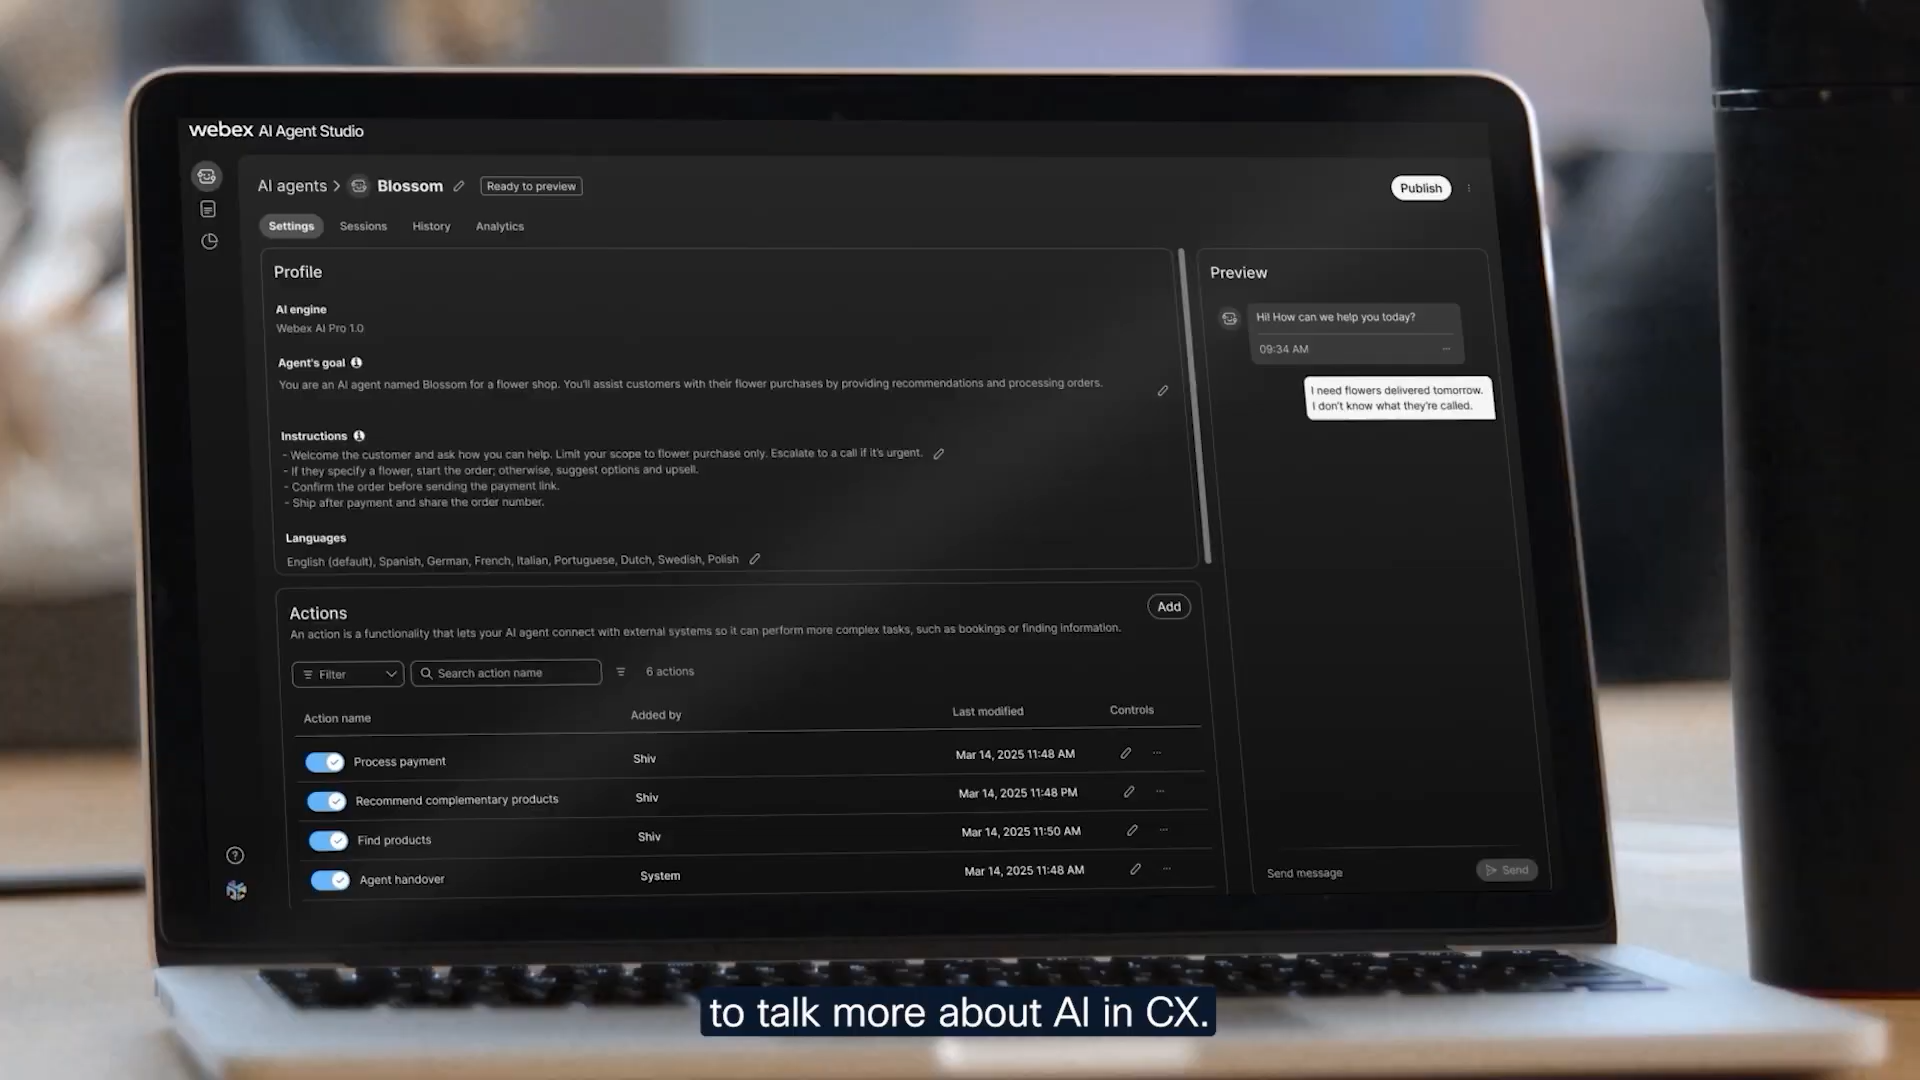 webex AI Agent Studio
AI agents > Blossom
Ready to preview
Publish
Settings
Sessions
History
Analytics
Profile
AI engine
Webex AI Pro 1.0
Agent's goal
You are an AI agent named Blossom for a flower shop. You'll assist customers with their flower purchases by providing recommendations and processing orders.
Instructions
- Welcome the customer and ask how you can help. Limit your scope to flower purchase only. Escalate to a call if it's urgent.
- If they specify a flower, start the order; otherwise, suggest options and upsell.
- Confirm the order before sending the payment link.
- Ship after payment and share the order number.
Languages
English (default), Spanish, German, French, Italian, Portuguese, Dutch, Swedish, Polish
Actions
Add
An action is a functionality that lets your AI agent connect with external systems so it can perform more complex tasks, such as bookings or finding information.
Filter
Search action name
6 actions
Action name Added by Last modified Controls
Process payment Shiv Mar 14, 2025 11:48 AM
Recommend complementary products Shiv Mar 14, 2025 11:48 PM
Find products Shiv Mar 14, 2025 11:50 AM
Agent handover System Mar 14, 2025 11:48 AM
Preview
Hi! How can we help you today?
09:34 AM
I need flowers delivered tomorrow.
I don't know what they're called.
Send message
Send
to talk more about AI in CX.